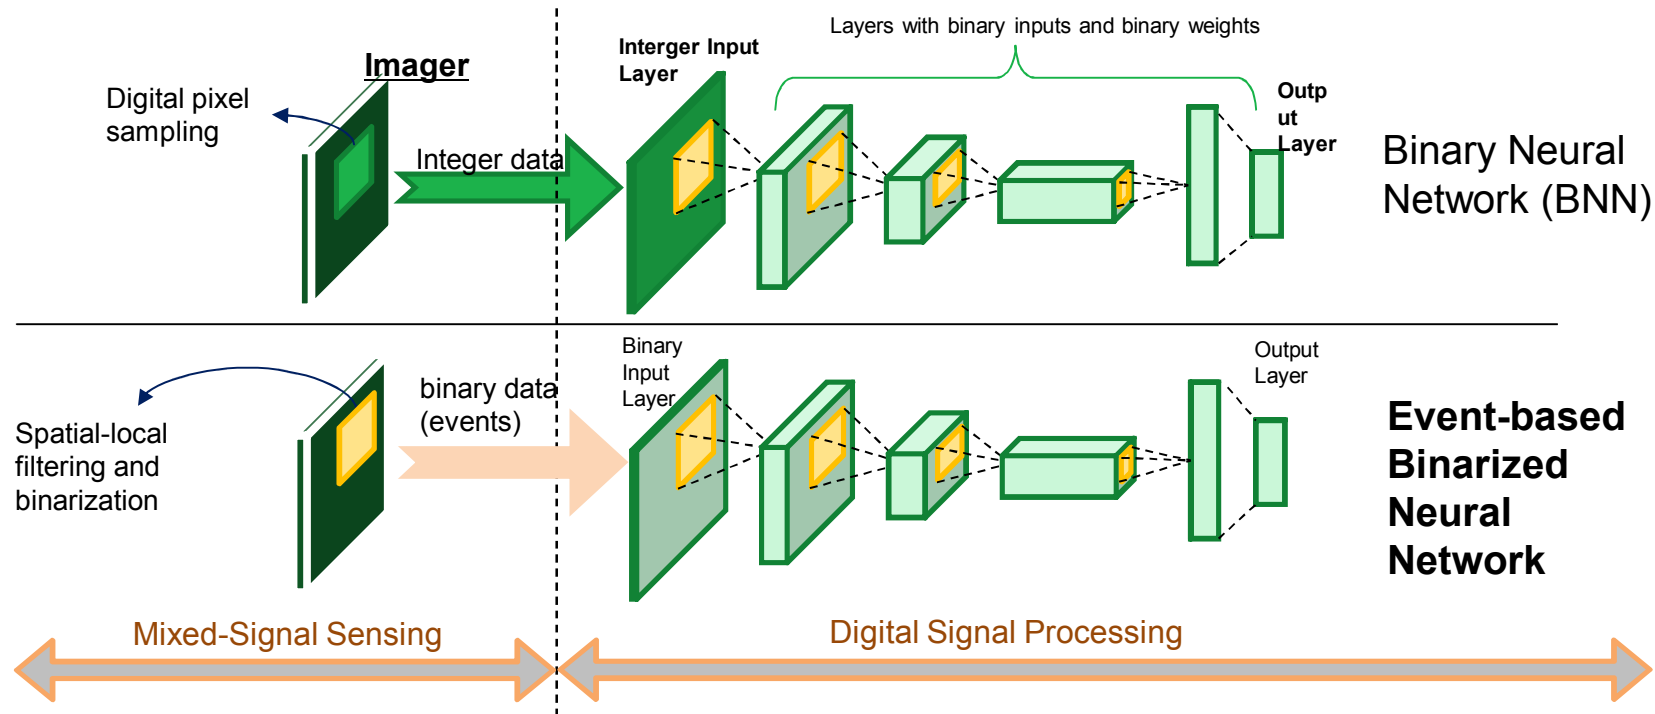 Layers with binary inputs and binary weights
Interger Input
Layer
Imager
Digital pixel
sampling
Integer data
Outp
ut
Layer
Binary Neural
Network (BNN)
Binary
Input
Layer
Output
Layer
binary data
(events)
Spatial-local
filtering and
binarization
Event-based
Binarized
Neural
Network
Mixed-Signal Sensing
Digital Signal Processing